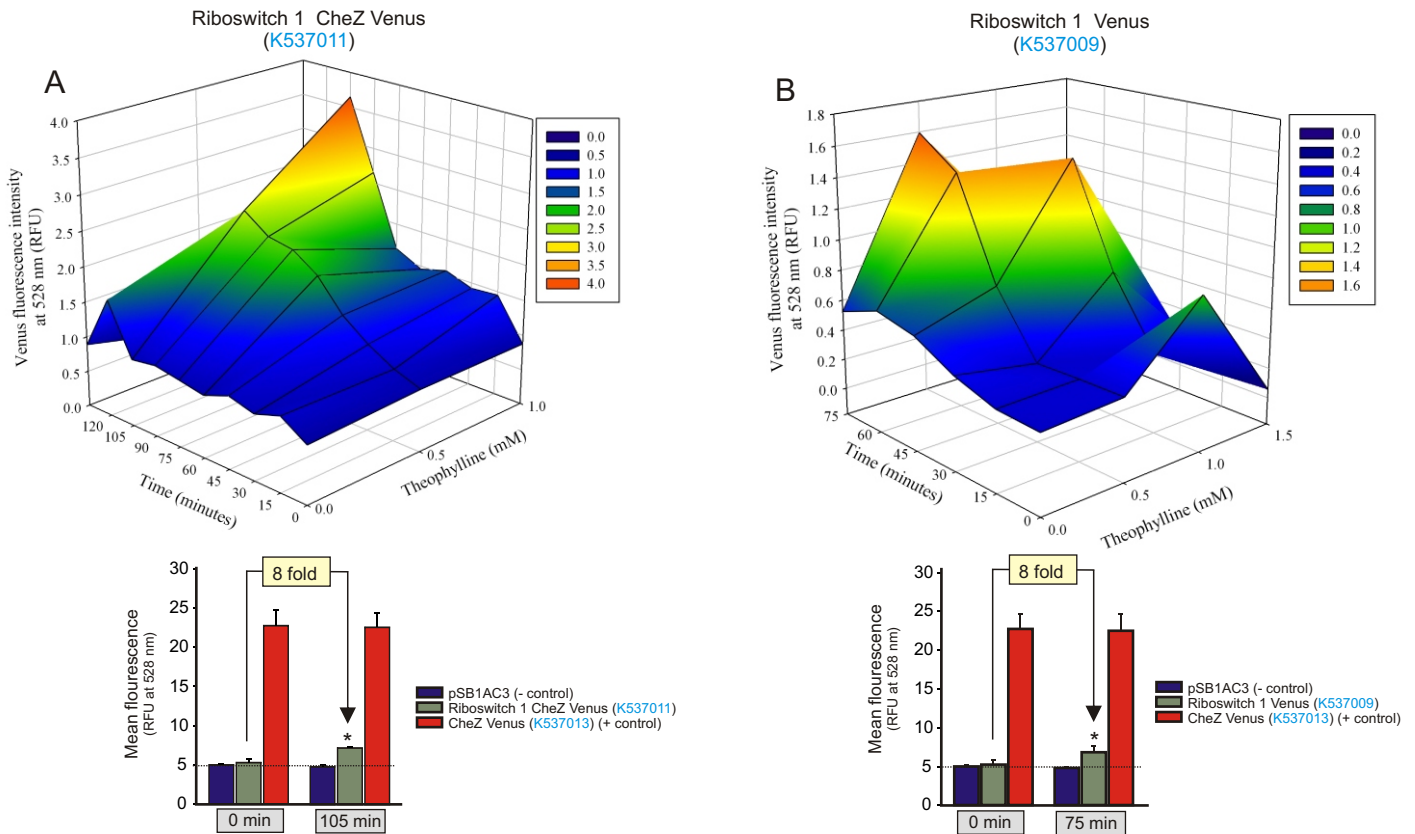 Riboswitch 1 CheZ Venus
(K537011)
A
Venus fluorescence intensity
at 528 nm (RFU)
4.0
3.5
3.0
2.5
2.0
1.5
1.0
0.5
0.0
120
105
90
75
60
45
30
15
0
Time (minutes)
0.0
0.5
1.0
Theophylline (mM)
0.0
0.5
1.0
1.5
2.0
2.5
3.0
3.5
4.0
Riboswitch 1 Venus
(K537009)
B
Venus fluorescence intensity
at 528 nm (RFU)
1.8
1.6
1.4
1.2
1.0
0.8
0.6
0.4
0.2
0.0
75
60
45
30
15
0
Time (minutes)
0.0
0.5
1.0
1.5
Theophylline (mM)
0.0
0.2
0.4
0.6
0.8
1.0
1.2
1.4
1.6
Mean flourescence
(RFU at 528 nm)
30
25
20
15
10
5
0
8 fold
*
0 min
105 min
pSB1AC3 (- control)
Riboswitch 1 CheZ Venus (K537011)
CheZ Venus (K537013) (+ control)
Mean flourescence
(RFU at 528 nm)
30
25
20
15
10
5
0
8 fold
*
0 min
75 min
pSB1AC3 (- control)
Riboswitch 1 Venus (K537009)
CheZ Venus (K537013) (+ control)